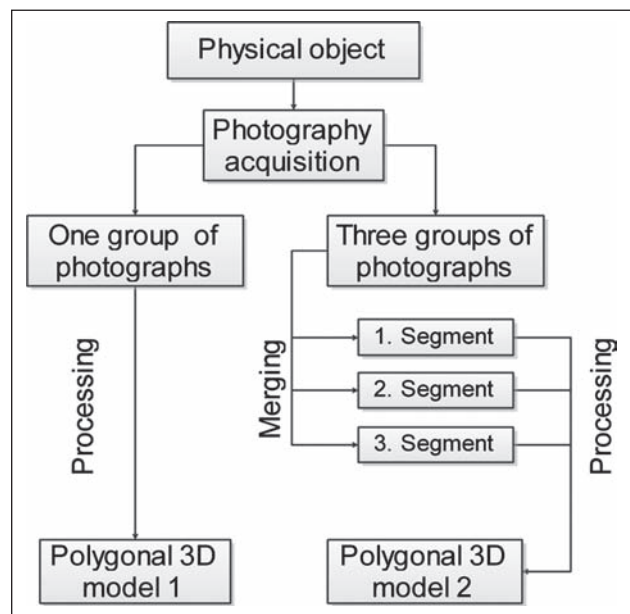 Physical object
Photography
acquisition
One group of
photographs
Three groups of
photographs
Processing
Merging
1. Segment
2. Segment
3. Segment
Processing
Polygonal 3D
model 1
Polygonal 3D
model 2